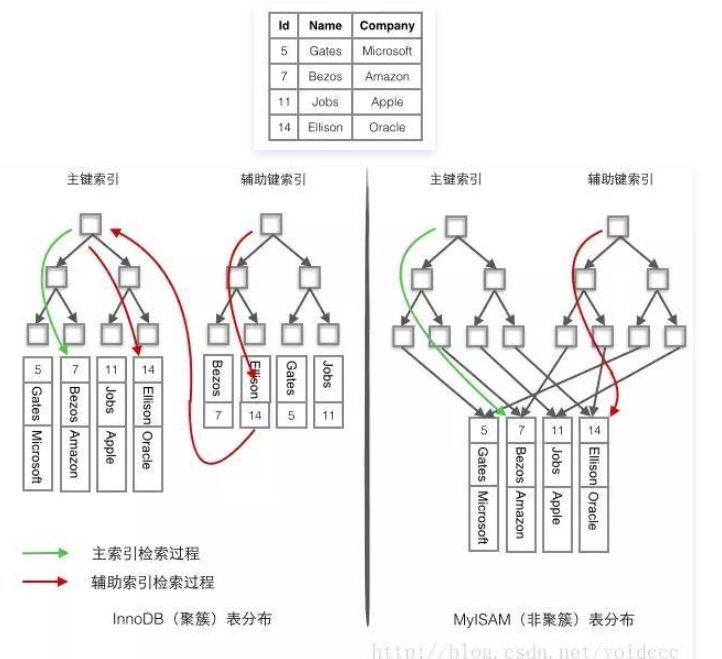 Id Name Company
5 Gates Microsoft
7 Bezos Amazon
11 Jobs Apple
14 Ellison Oracle
主键索引 辅助键索引 主键索引 辅助键索引
5 7 11 14
Gates Bezos Jobs Ellison
Microsoft Amazon Apple Oracle
Bezos Ellison Gates Jobs
7 14 5 11
5 7 11 14
Gates Bezos Jobs Ellison
Microsoft Amazon Apple Oracle
主索引检索过程
辅助索引检索过程
InnoDB（聚簇）表分布 MyISAM（非聚簇）表分布
http://blog.csdn.net/voidccc